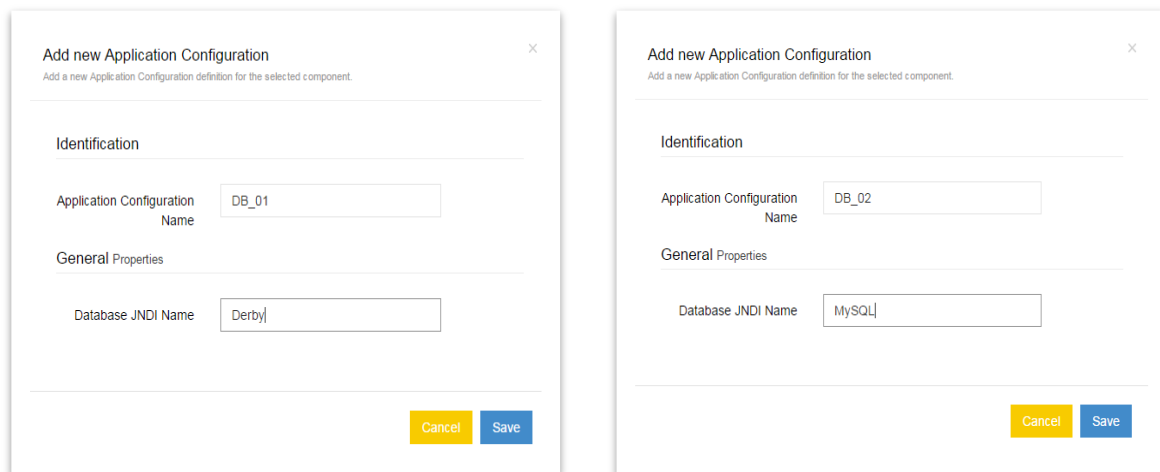 Add new Application Configuration
×
Add a new Application Configuration definition for the selected component.
Identification
Application Configuration
Name
DB_01
General Properties
Database JNDI Name
Derby
Cancel
Save
Add new Application Configuration
×
Add a new Application Configuration definition for the selected component.
Identification
Application Configuration
Name
DB_02
General Properties
Database JNDI Name
MySQL
Cancel
Save